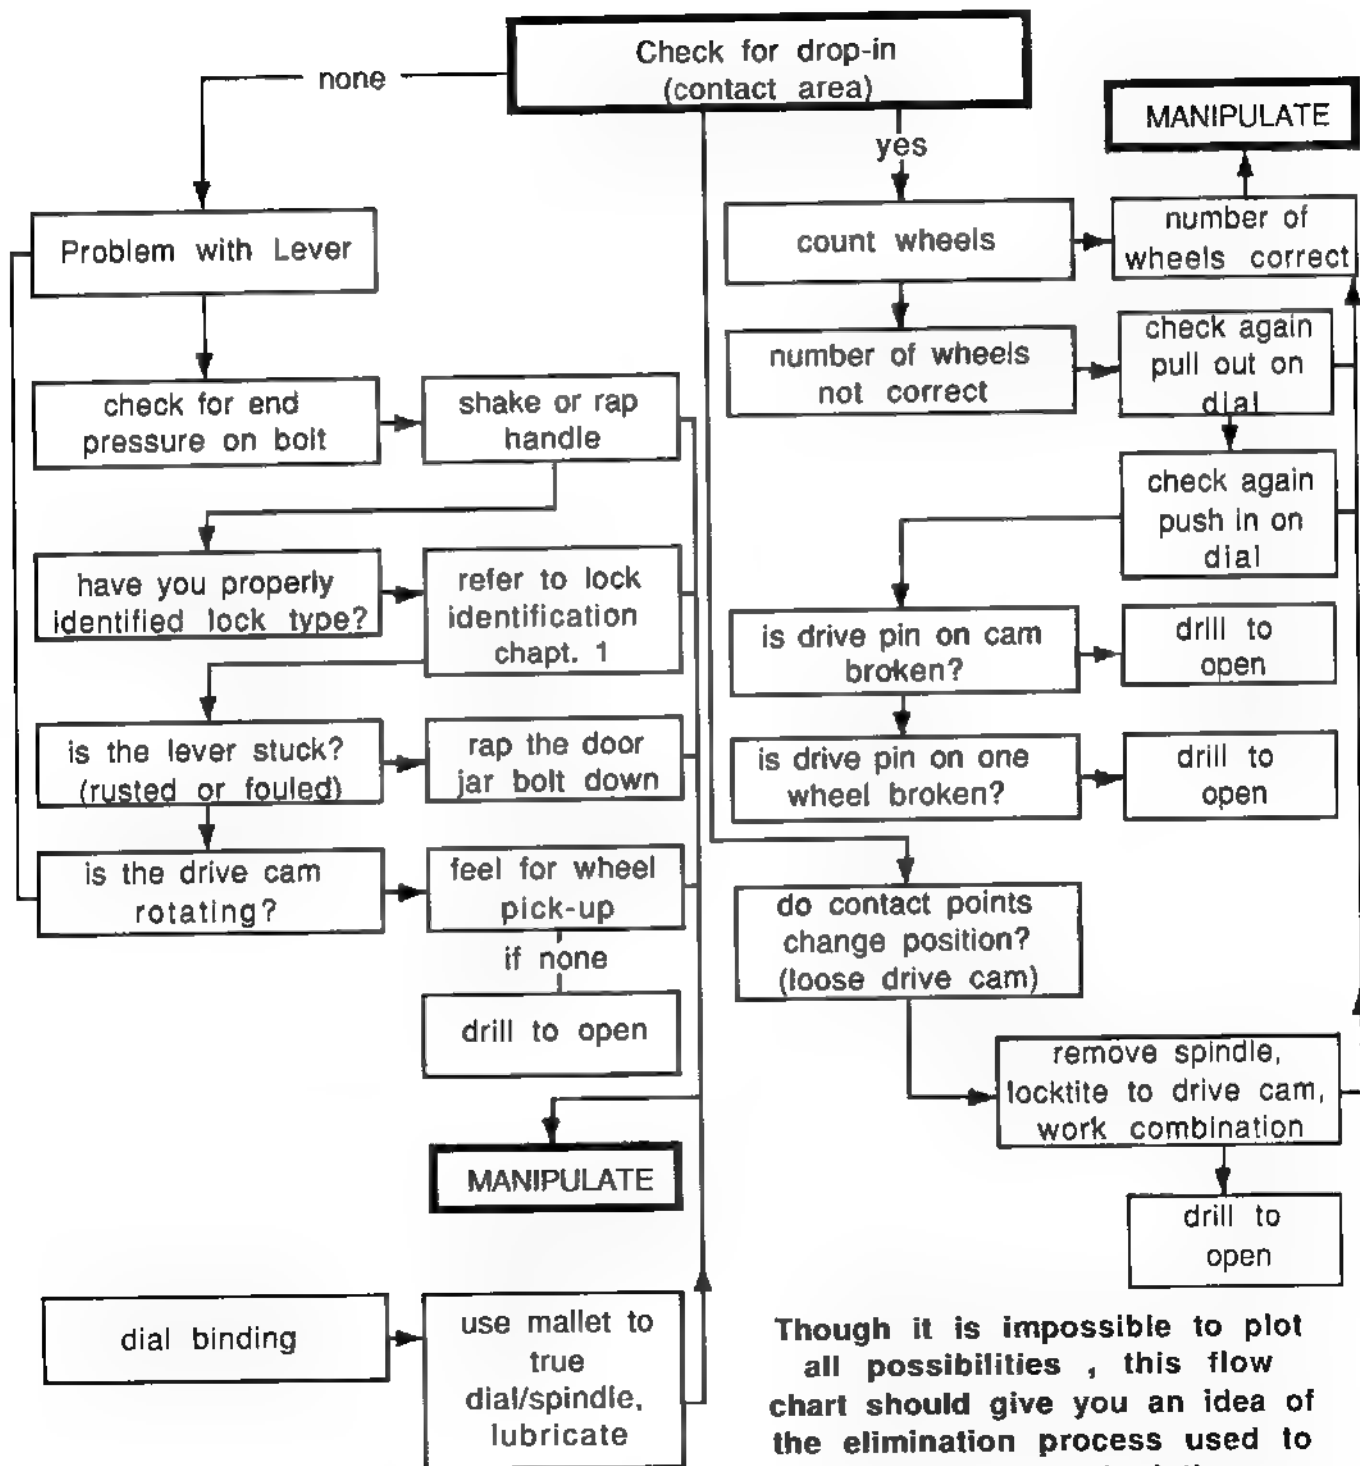 Check for drop-in
(contact area)
none
yes
MANIPULATE
Problem with Lever
count wheels
number of
wheels correct
check for end
pressure on bolt
shake or rap
handle
number of wheels
not correct
check again
pull out on
dial
check again
push in on
dial
have you properly
identified lock type?
refer to lock
identification
chapt. 1
is drive pin on cam
broken?
drill to
open
is the lever stuck?
(rusted or fouled)
rap the door
jar bolt down
is drive pin on one
wheel broken?
drill to
open
is the drive cam
rotating?
feel for wheel
pick-up
if none
drill to open
do contact points
change position?
(loose drive cam)
remove spindle,
locktite to drive cam,
work combination
MANIPULATE
drill to
open
dial binding
use mallet to
true
dial/spindle,
lubricate
Though it is impossible to plot
all possibilities , this flow
chart should give you an idea of
the elimination process used to